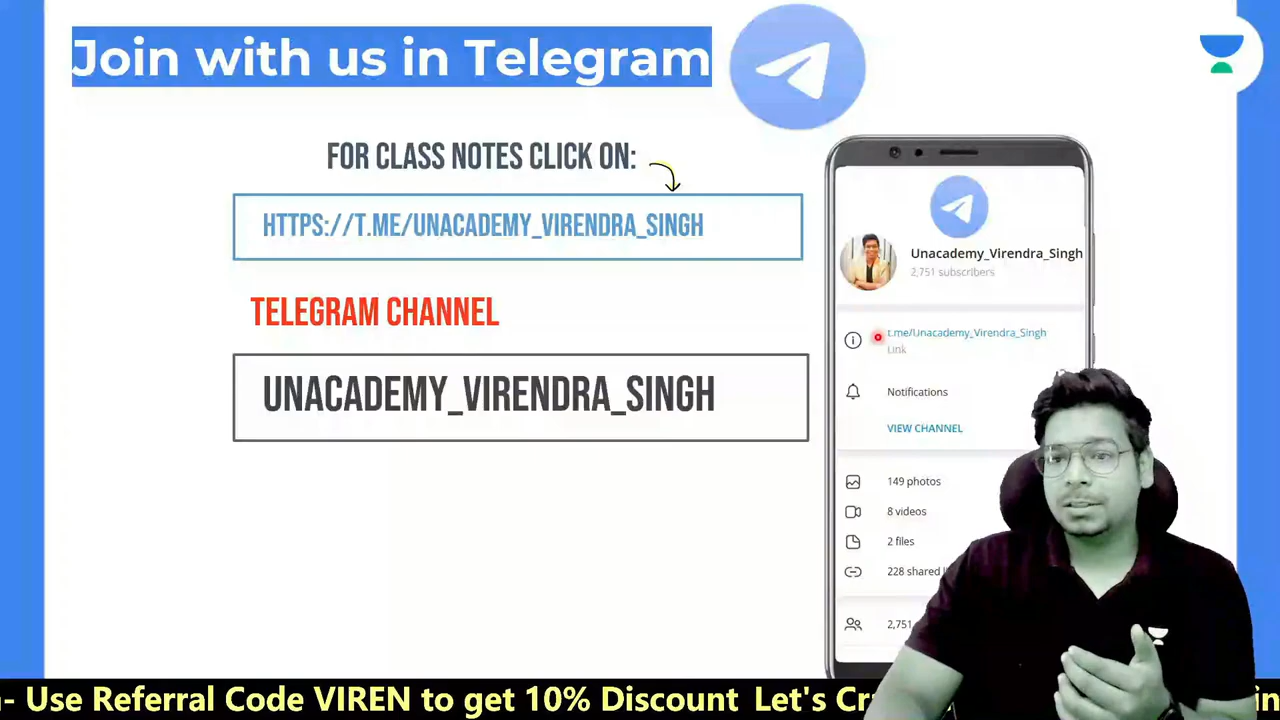 Join with us in Telegram
FOR CLASS NOTES CLICK ON:
HTTPS://T.ME/UNACADEMY_VIRENDRA_SINGH
TELEGRAM CHANNEL
UNACADEMY_VIRENDRA_SINGH
Unacademy_Virendra_Singh
2,751 subscribers
t.me/Unacademy_Virendra_Singh
Link
Notifications
VIEW CHANNEL
149 photos
8 videos
2 files
228 shared
2,751
- Use Referral Code VIREN to get 10% Discount Let's